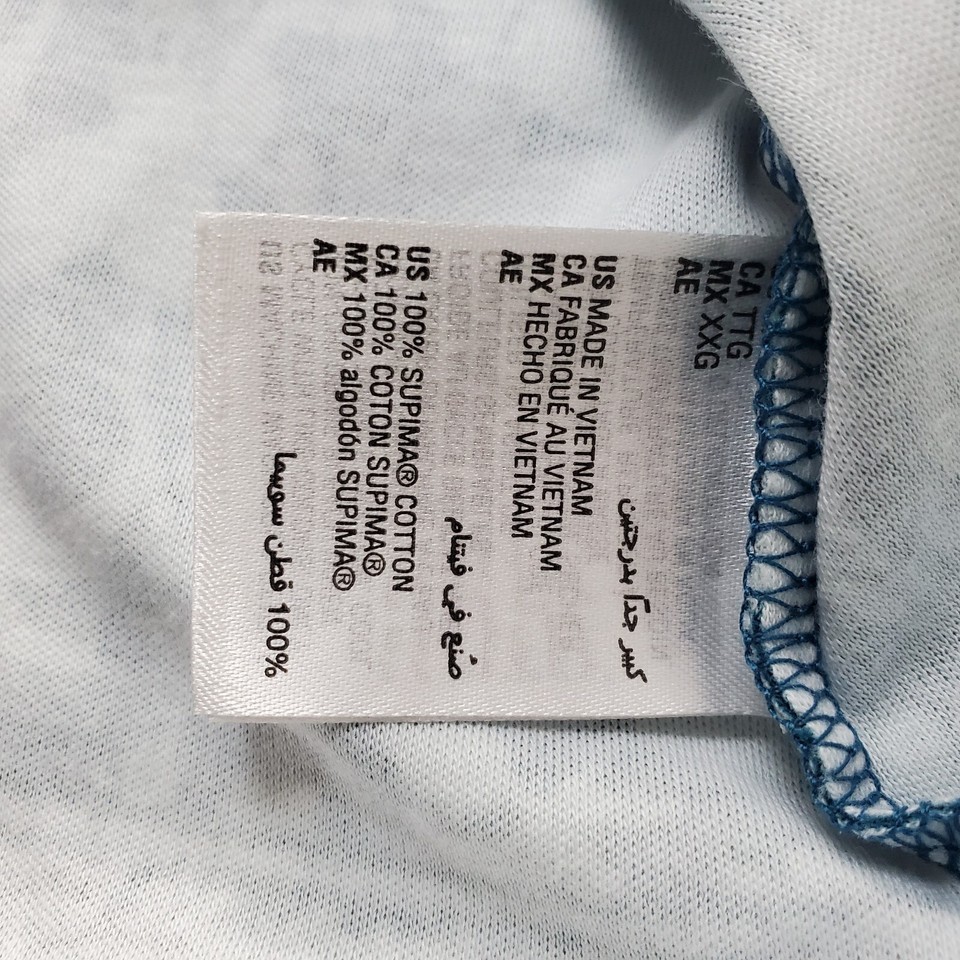 CA TTG
MX XXG
AE
كبير جداً بدرجتين
US MADE IN VIETNAM
CA FABRIQUÉ AU VIETNAM
MX HECHO EN VIETNAM
AE
صُنع في فيتنام
US 100% SUPIMA® COTTON
CA 100% COTON SUPIMA®
MX 100% algodón SUPIMA®
AE
100% قطن سوبيما